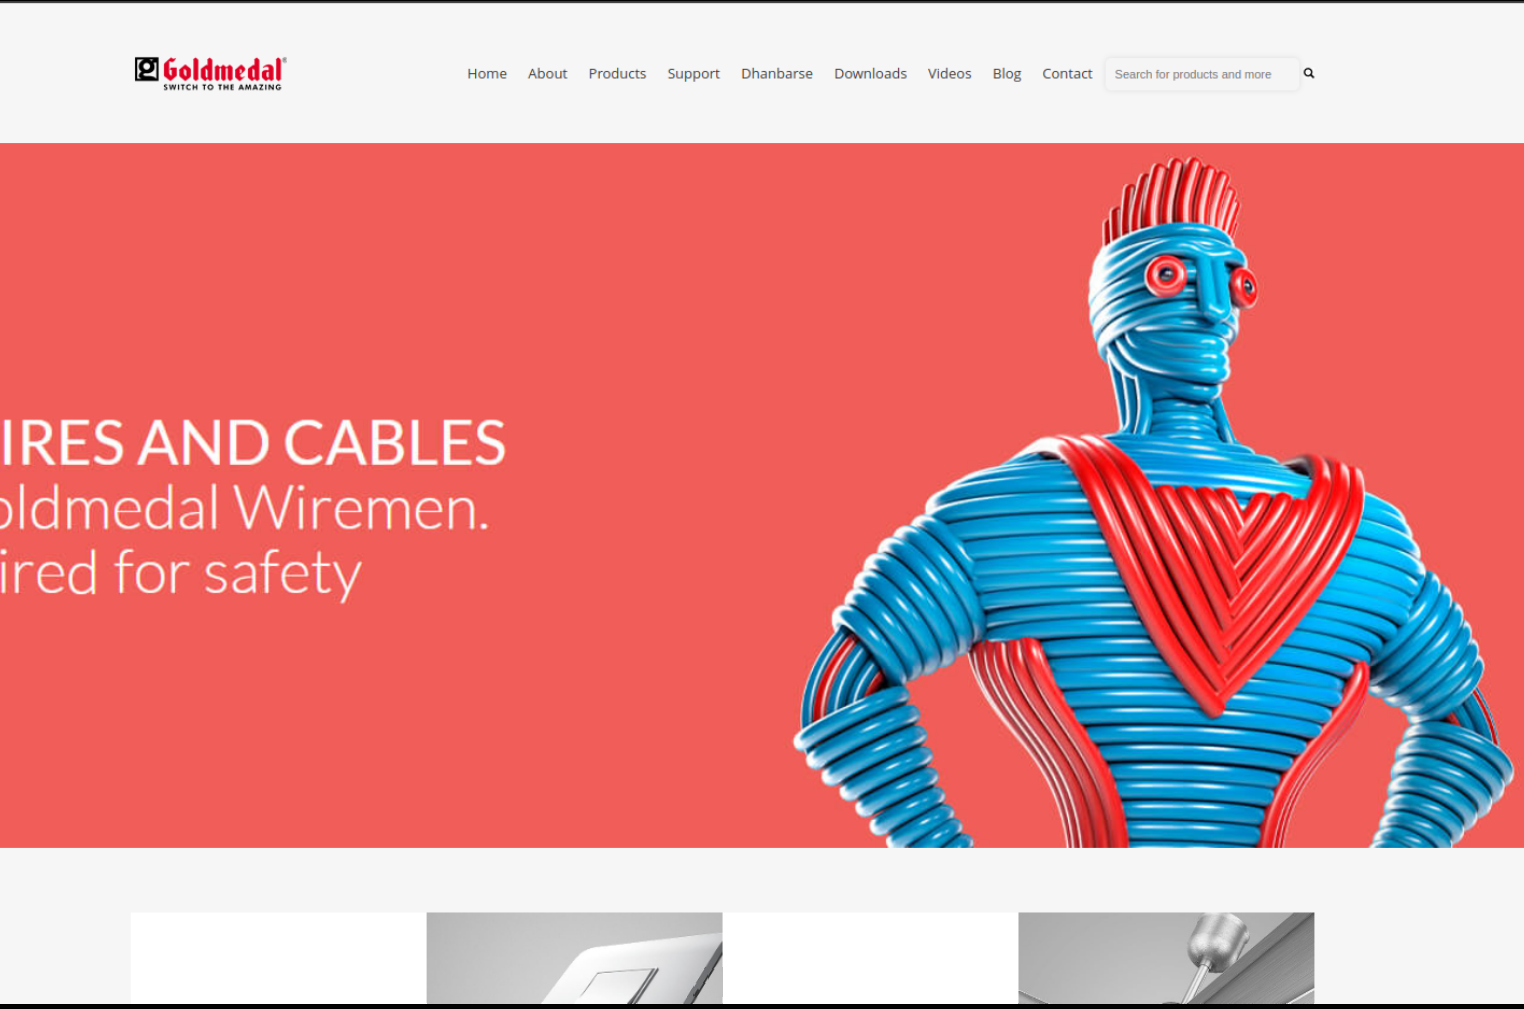 Goldmedal®
SWITCH TO THE AMAZING
Home About Products Support Dhanbarse Downloads Videos Blog Contact Search for products and more
IRES AND CABLES
oldmedal Wiremen.
ired for safety